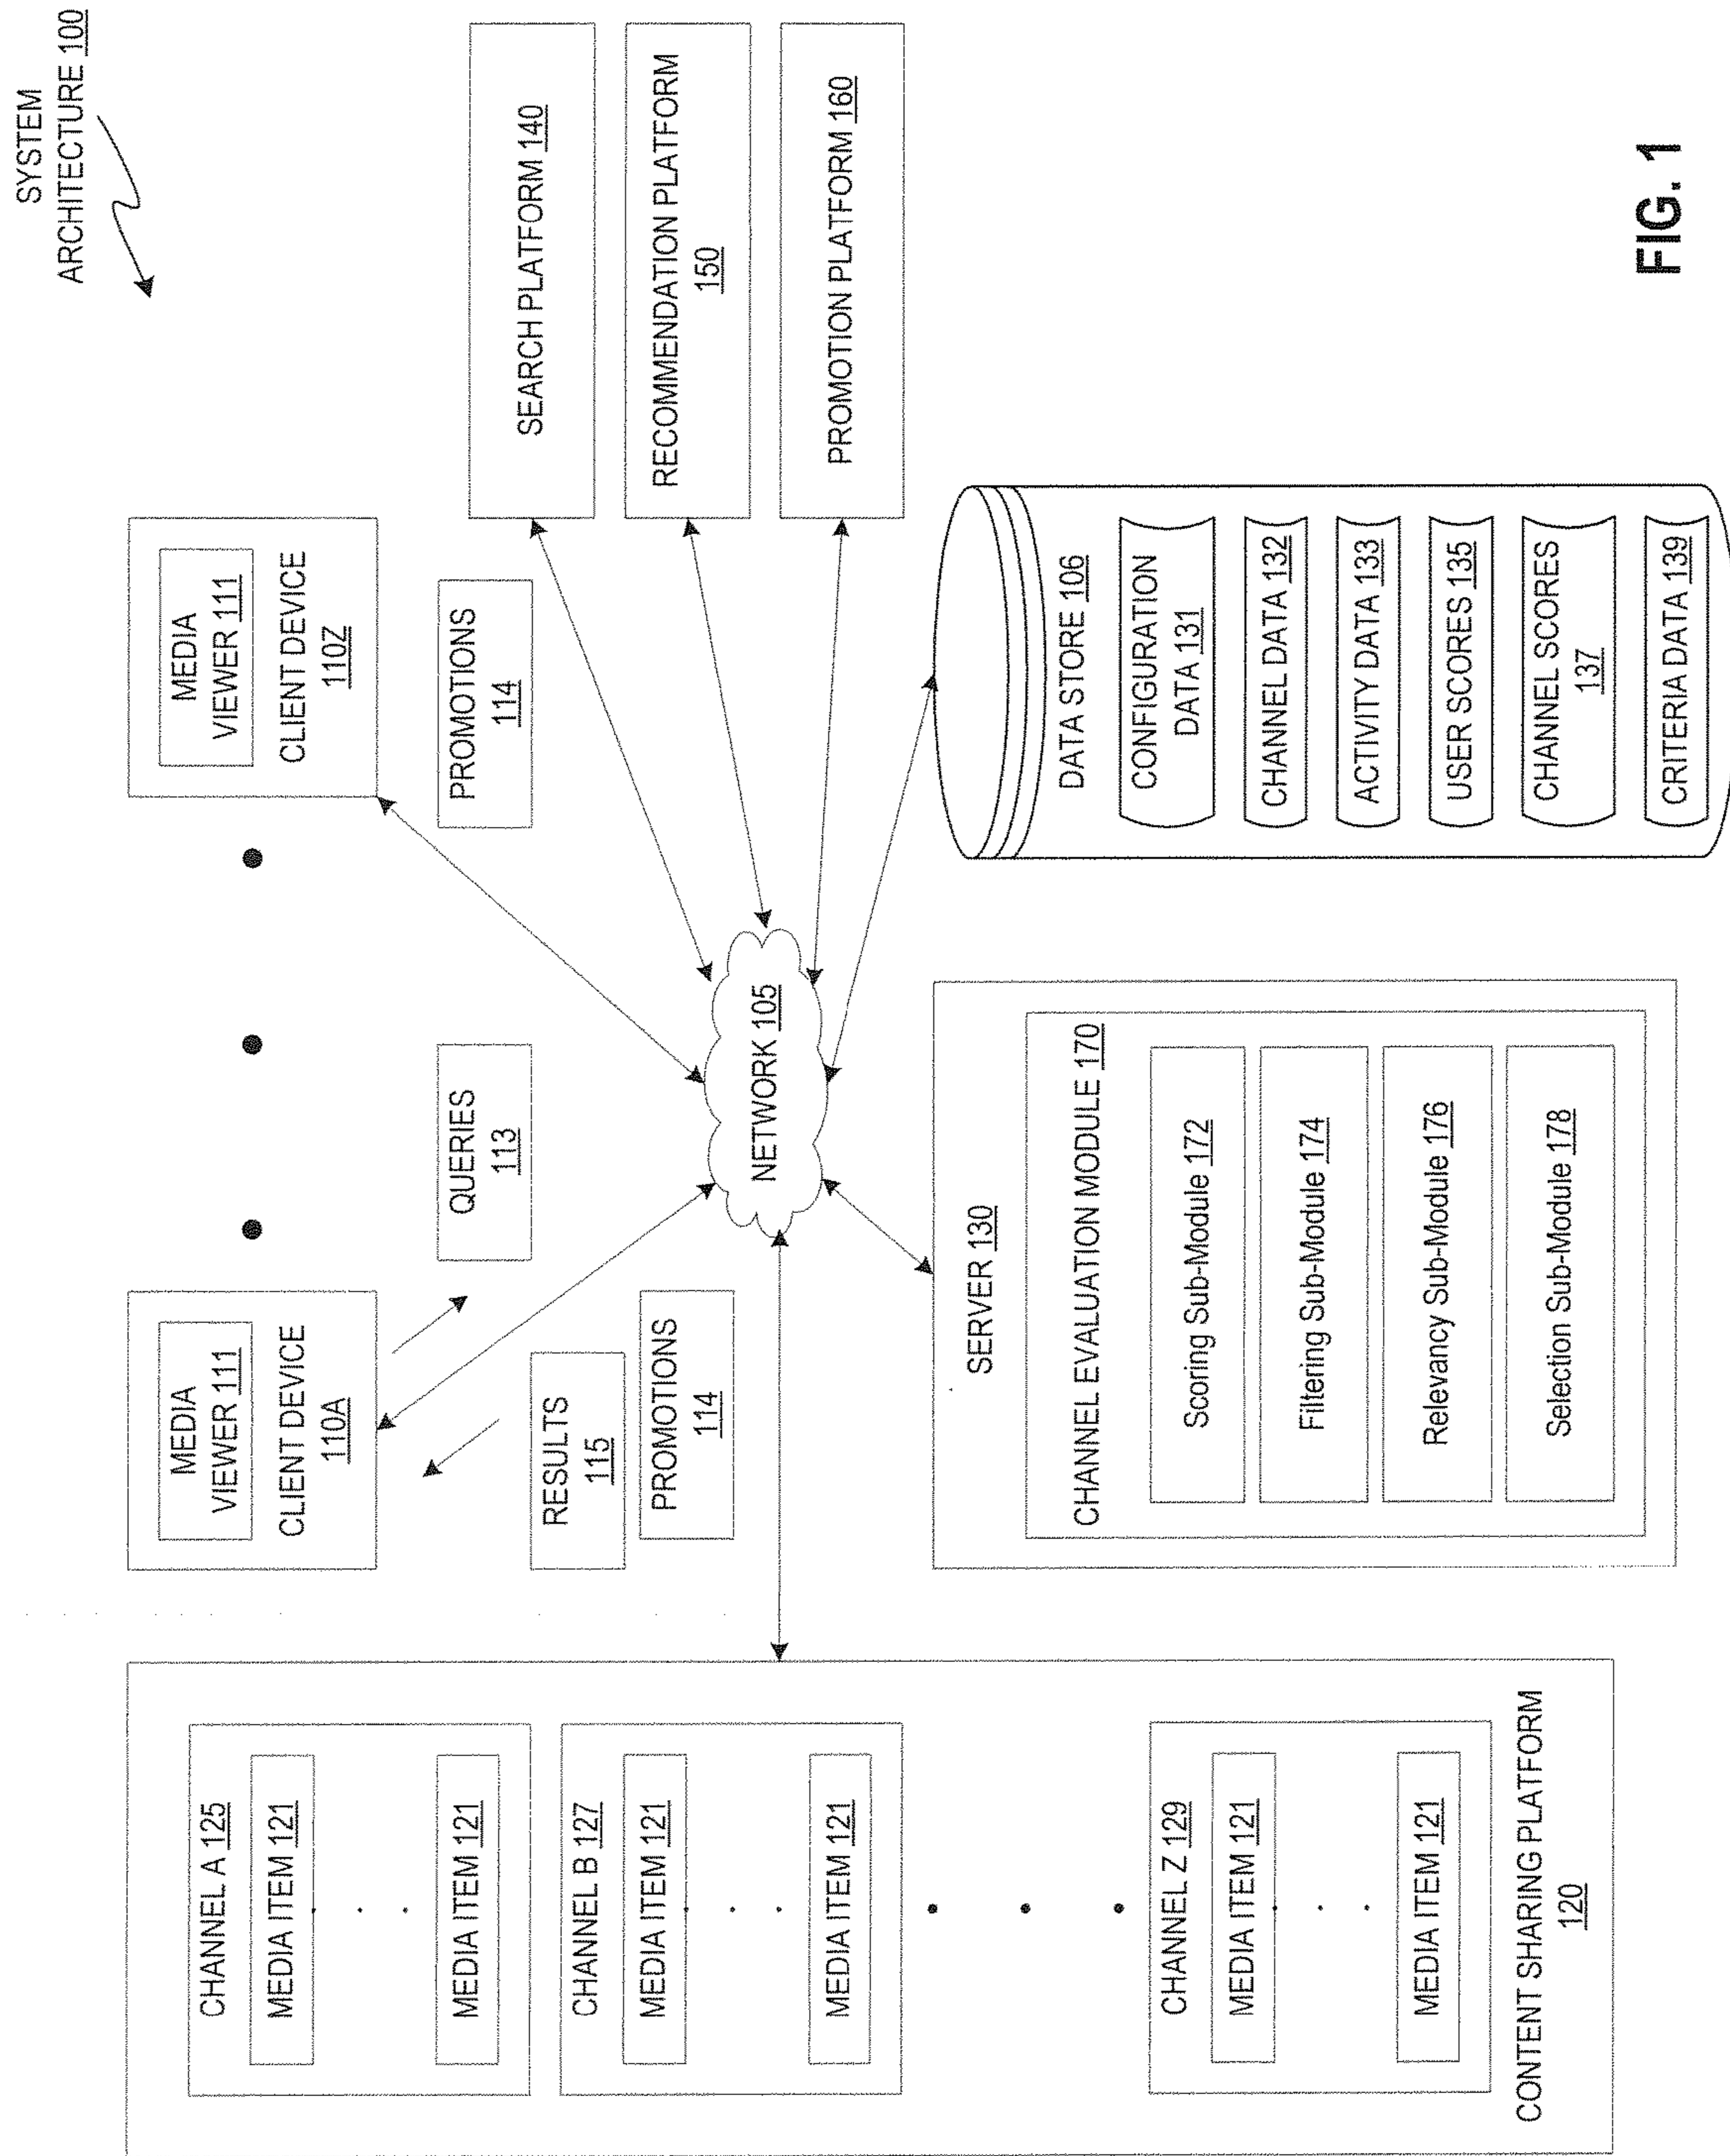 SYSTEM
ARCHITECTURE 100
CHANNEL A 125
MEDIA ITEM 121
MEDIA ITEM 121
CHANNEL B 127
MEDIA ITEM 121
MEDIA ITEM 121
CHANNEL Z 129
MEDIA ITEM 121
MEDIA ITEM 121
CONTENT SHARING PLATFORM
120
MEDIA
VIEWER 111
CLIENT DEVICE
110A
MEDIA
VIEWER 111
CLIENT DEVICE
110Z
QUERIES
113
PROMOTIONS
114
RESULTS
115
PROMOTIONS
114
SEARCH PLATFORM 140
RECOMMENDATION PLATFORM
150
PROMOTION PLATFORM 160
NETWORK 105
SERVER 130
CHANNEL EVALUATION MODULE 170
Scoring Sub-Module 172
Filtering Sub-Module 174
Relevancy Sub-Module 176
Selection Sub-Module 178
DATA STORE 106
CONFIGURATION
DATA 131
CHANNEL DATA 132
ACTIVITY DATA 133
USER SCORES 135
CHANNEL SCORES
137
CRITERIA DATA 139
FIG. 1